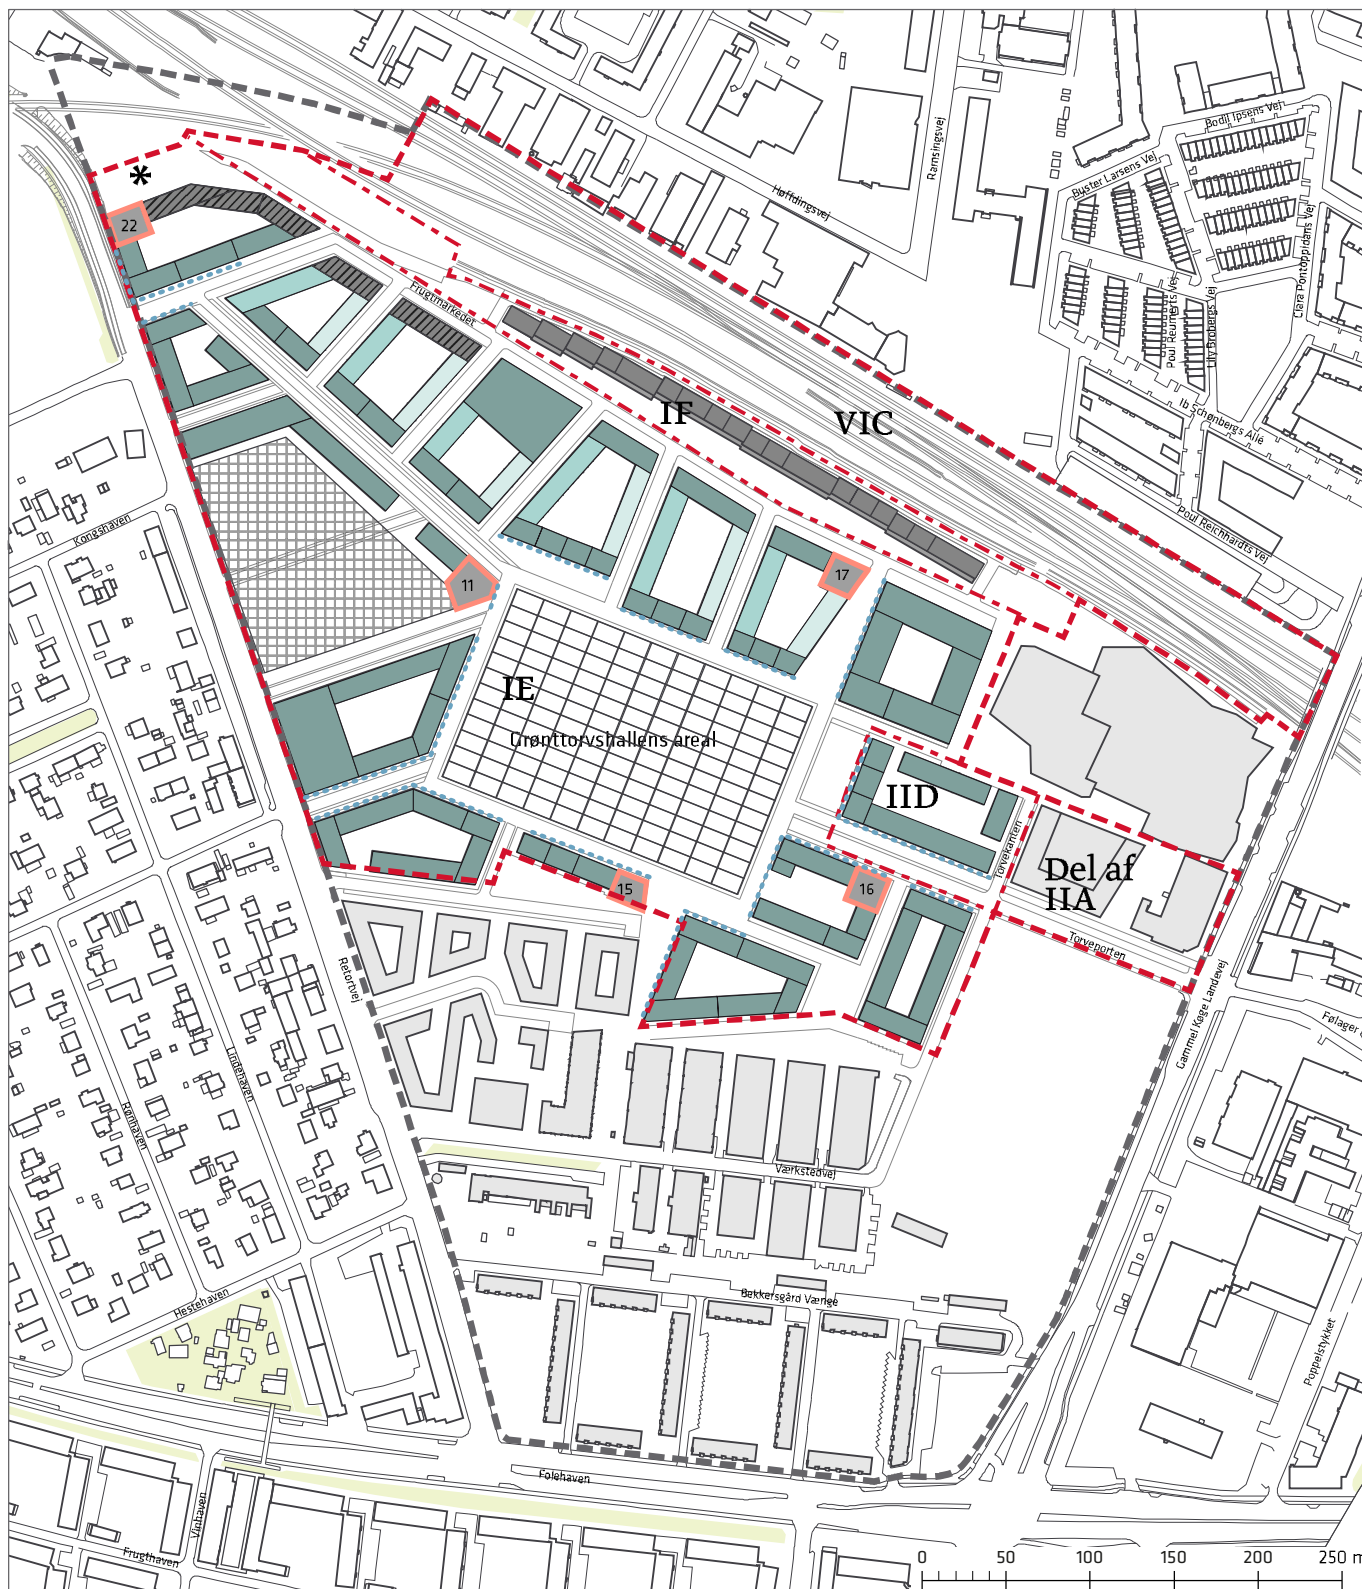 Bodil Ipsens Vej
Ramsingsvej
Buster Larsens Vej
Høffdingsvej
*
22
Clara Pontoppidans Vej
Poul Reumerts Vej
Lilly Brobergs Vej
Frugtmarkedet
IF
VIC
Ib Schønbergs Allé
Kongshaven
Poul Reichhardts Vej
11
17
IE
Grønttorvshallens areal
IID
Torvekanten
Del af
IIA
15
16
Torveporten
Retortvej
Gammel Køge Landevej
Følager
Lindehaven
Rønhaven
Værkstedvej
Hestehaven
Bekkersgård Vænge
Poppelstykket
Folehaven
Vinhaven
Frugthaven
0 50 100 150 200 250 m